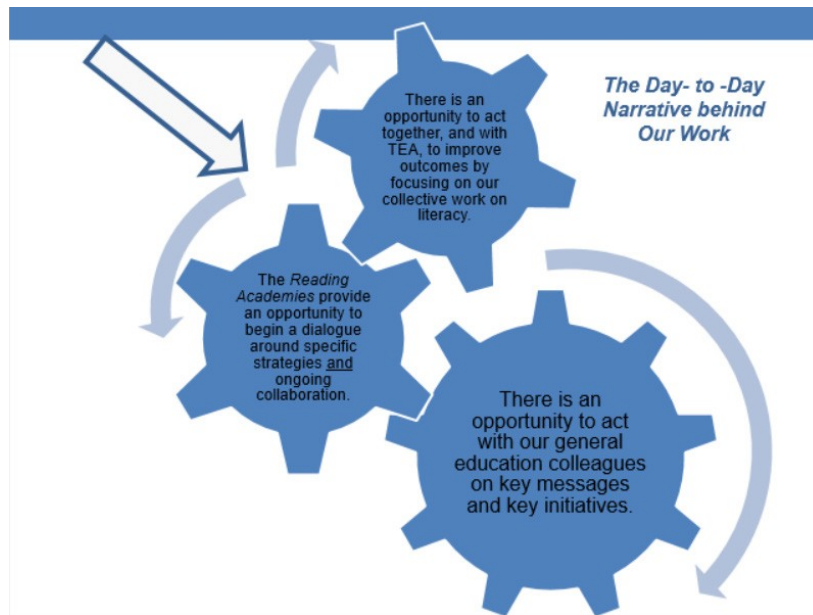 The Day- to -Day
Narrative behind
Our Work
There is an
opportunity to act
together, and with
TEA, to improve
outcomes by
focusing on our
collective work on
literacy.
The Reading
Academies provide
an opportunity to
begin a dialogue
around specific
strategies and
ongoing
collaboration.
There is an
opportunity to act
with our general
education colleagues
on key messages
and key initiatives.